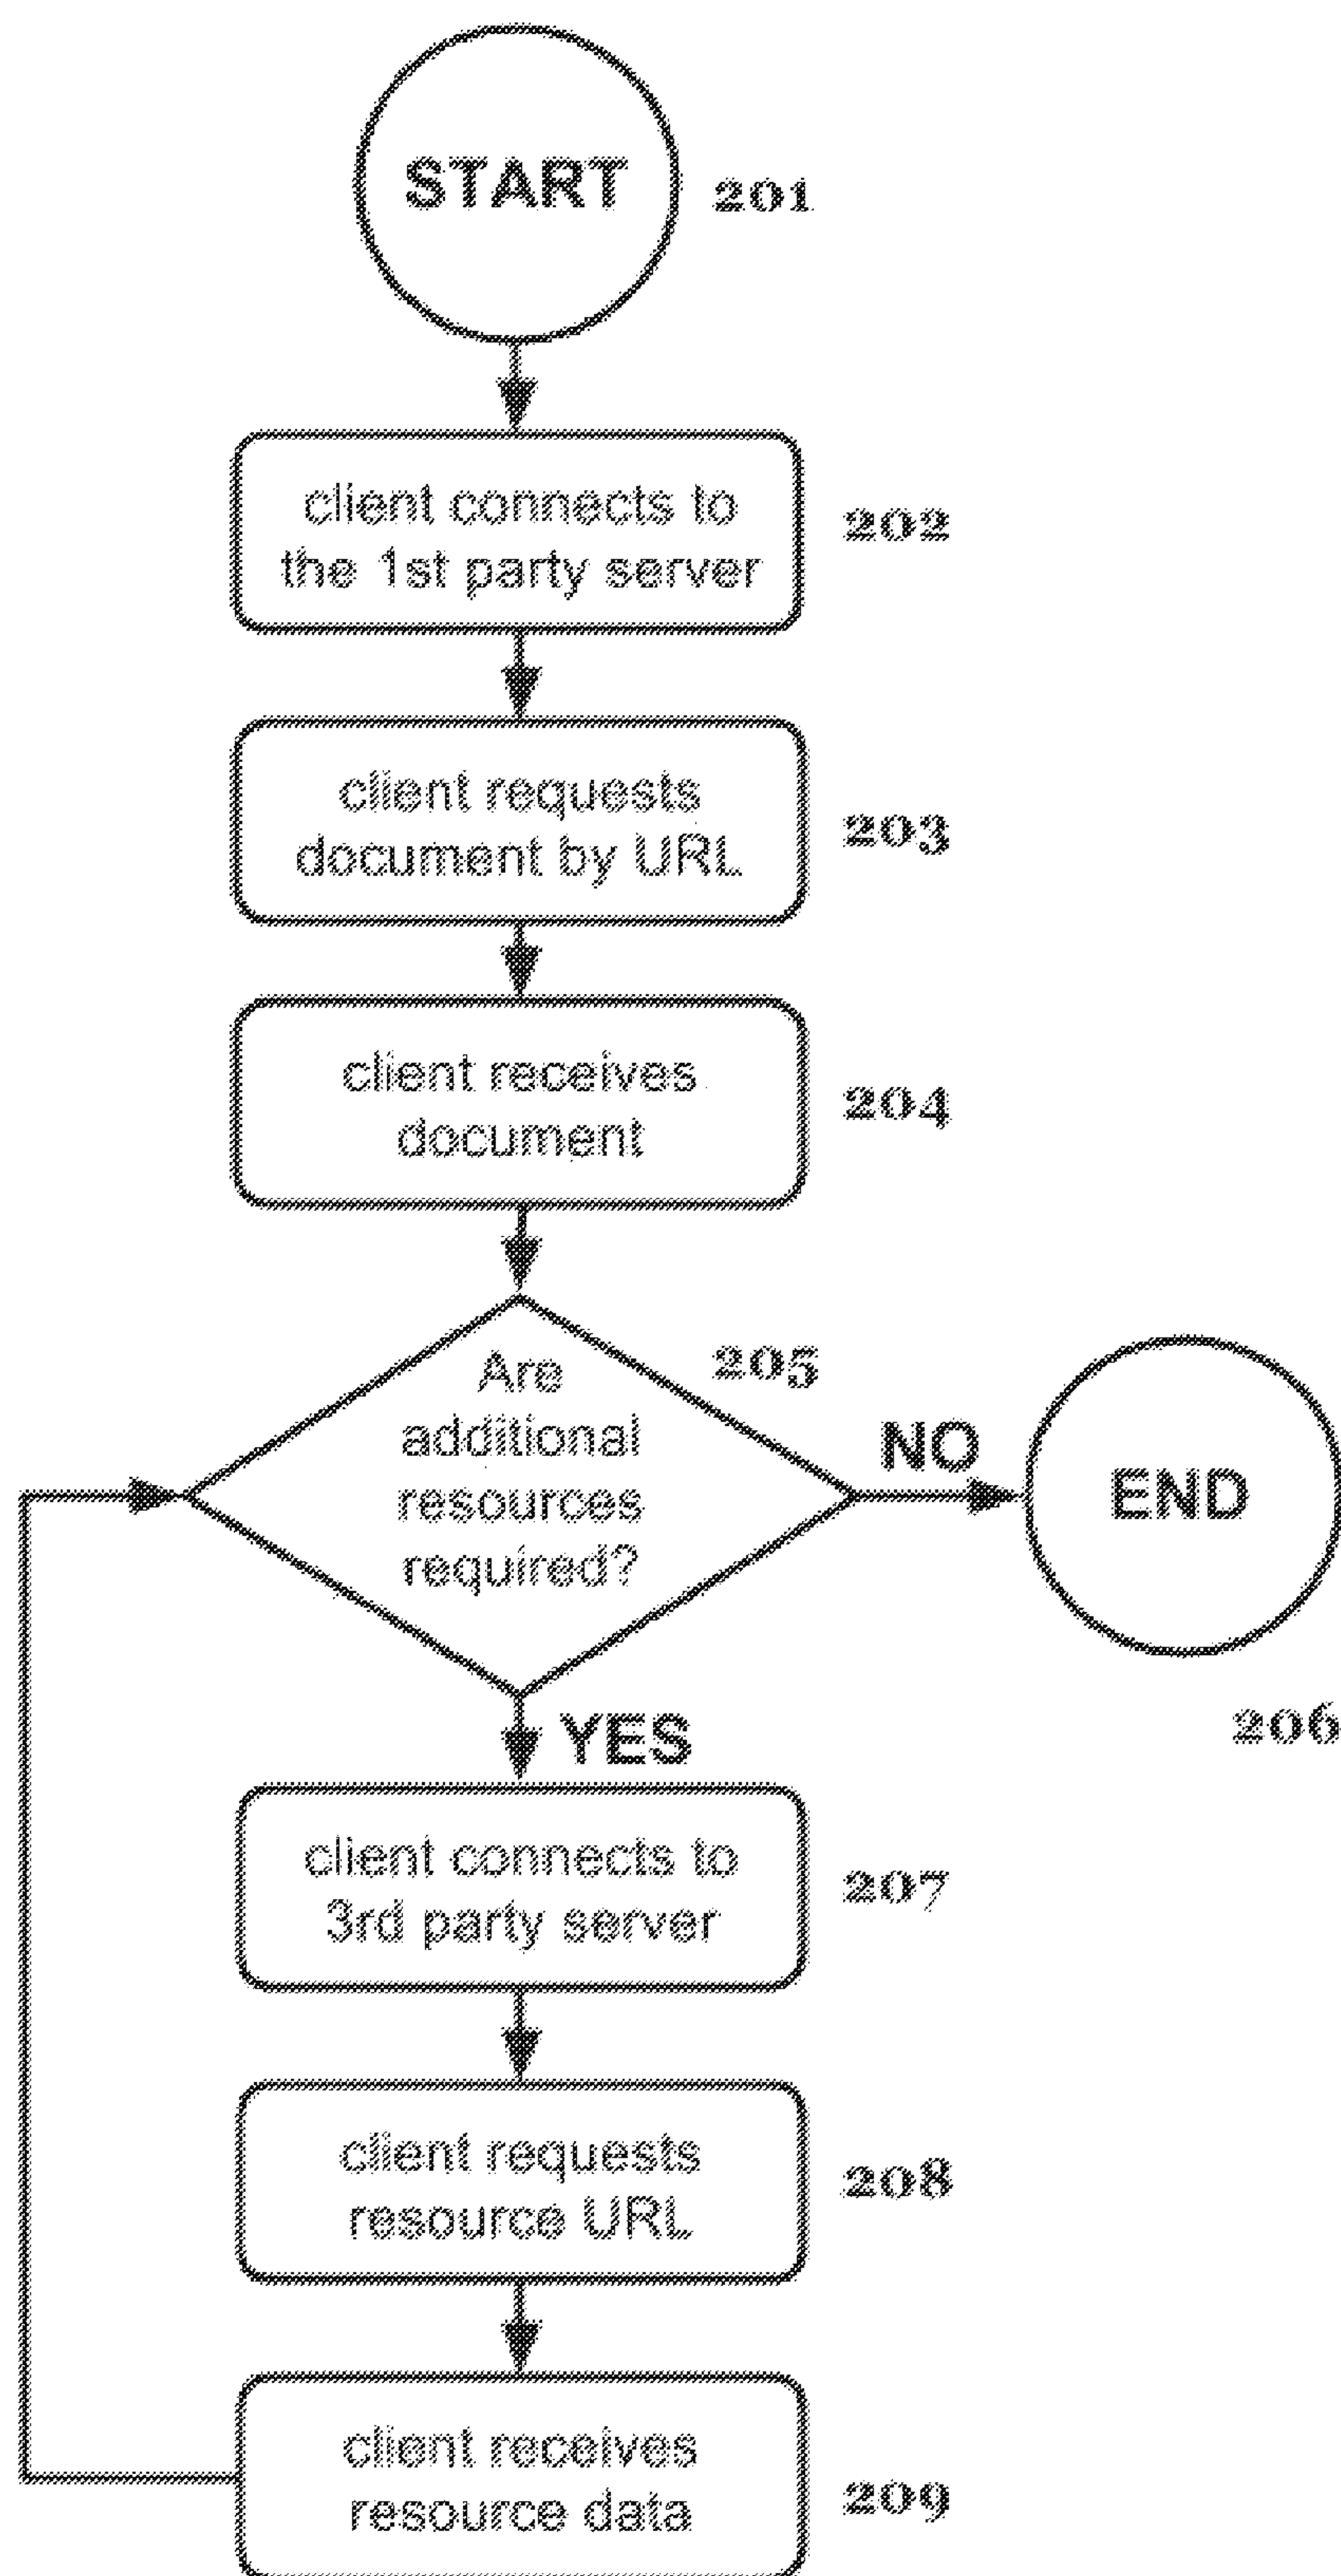 START
201
client connects to
the 1st party server
202
client requests
document by URL
203
client receives
document
204
Are
additional
resources
required?
205
NO
END
206
YES
client connects to
3rd party server
207
client requests
resource URL
208
client receives
resource data
209